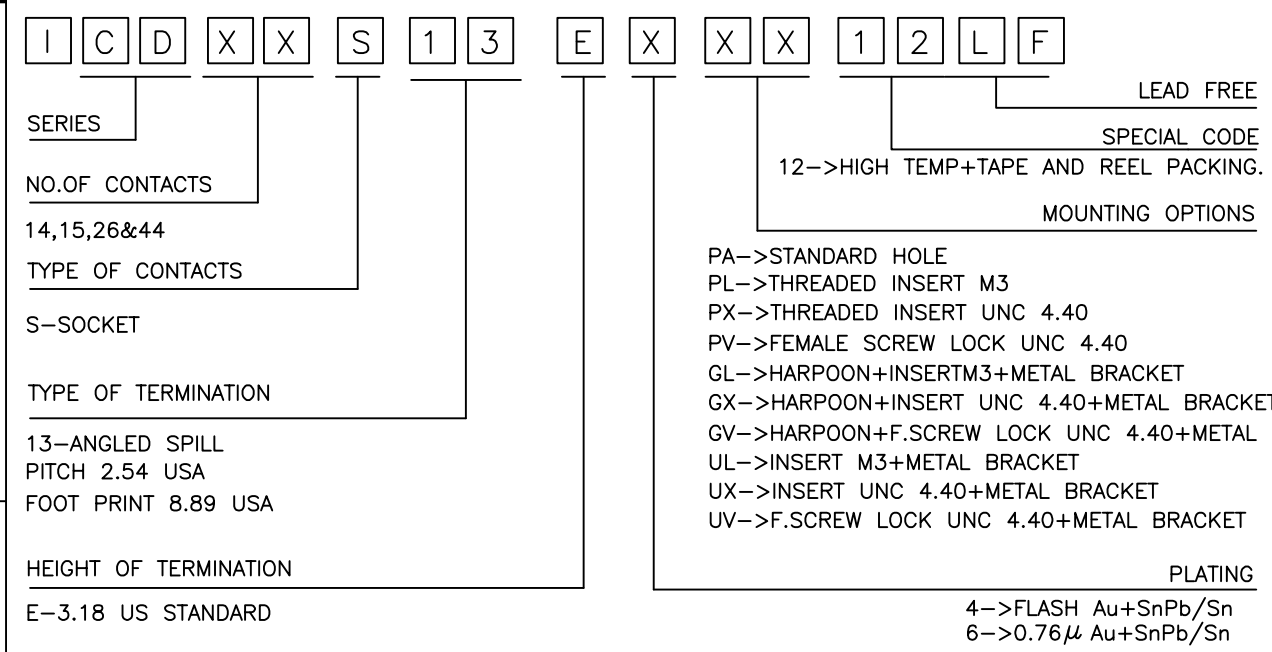 I C D X X S 1 3 E X X X 1 2 L F
LEAD FREE
SERIES
SPECIAL CODE
12->HIGH TEMP+TAPE AND REEL PACKING.
NO.OF CONTACTS
14,15,26&44
MOUNTING OPTIONS
PA->STANDARD HOLE
PL->THREADED INSERT M3
PX->THREADED INSERT UNC 4.40
PV->FEMALE SCREW LOCK UNC 4.40
GL->HARPOON+INSERTM3+METAL BRACKET
GX->HARPOON+INSERT UNC 4.40+METAL BRACKET
GV->HARPOON+F.SCREW LOCK UNC 4.40+METAL
UL->INSERT M3+METAL BRACKET
UX->INSERT UNC 4.40+METAL BRACKET
UV->F.SCREW LOCK UNC 4.40+METAL BRACKET
TYPE OF CONTACTS
S-SOCKET
TYPE OF TERMINATION
13-ANGLED SPILL
PITCH 2.54 USA
FOOT PRINT 8.89 USA
HEIGHT OF TERMINATION
E-3.18 US STANDARD
PLATING
4->FLASH Au+SnPb/Sn
6->0.76μ Au+SnPb/Sn